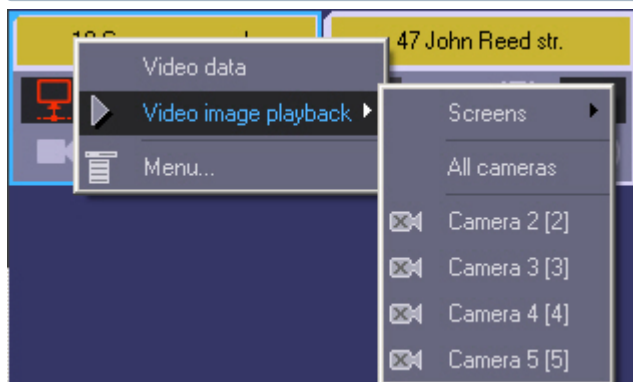 47 John Reed str.
Video data
Video image playback
Menu...
Screens
All cameras
Camera 2 [2]
Camera 3 [3]
Camera 4 [4]
Camera 5 [5]